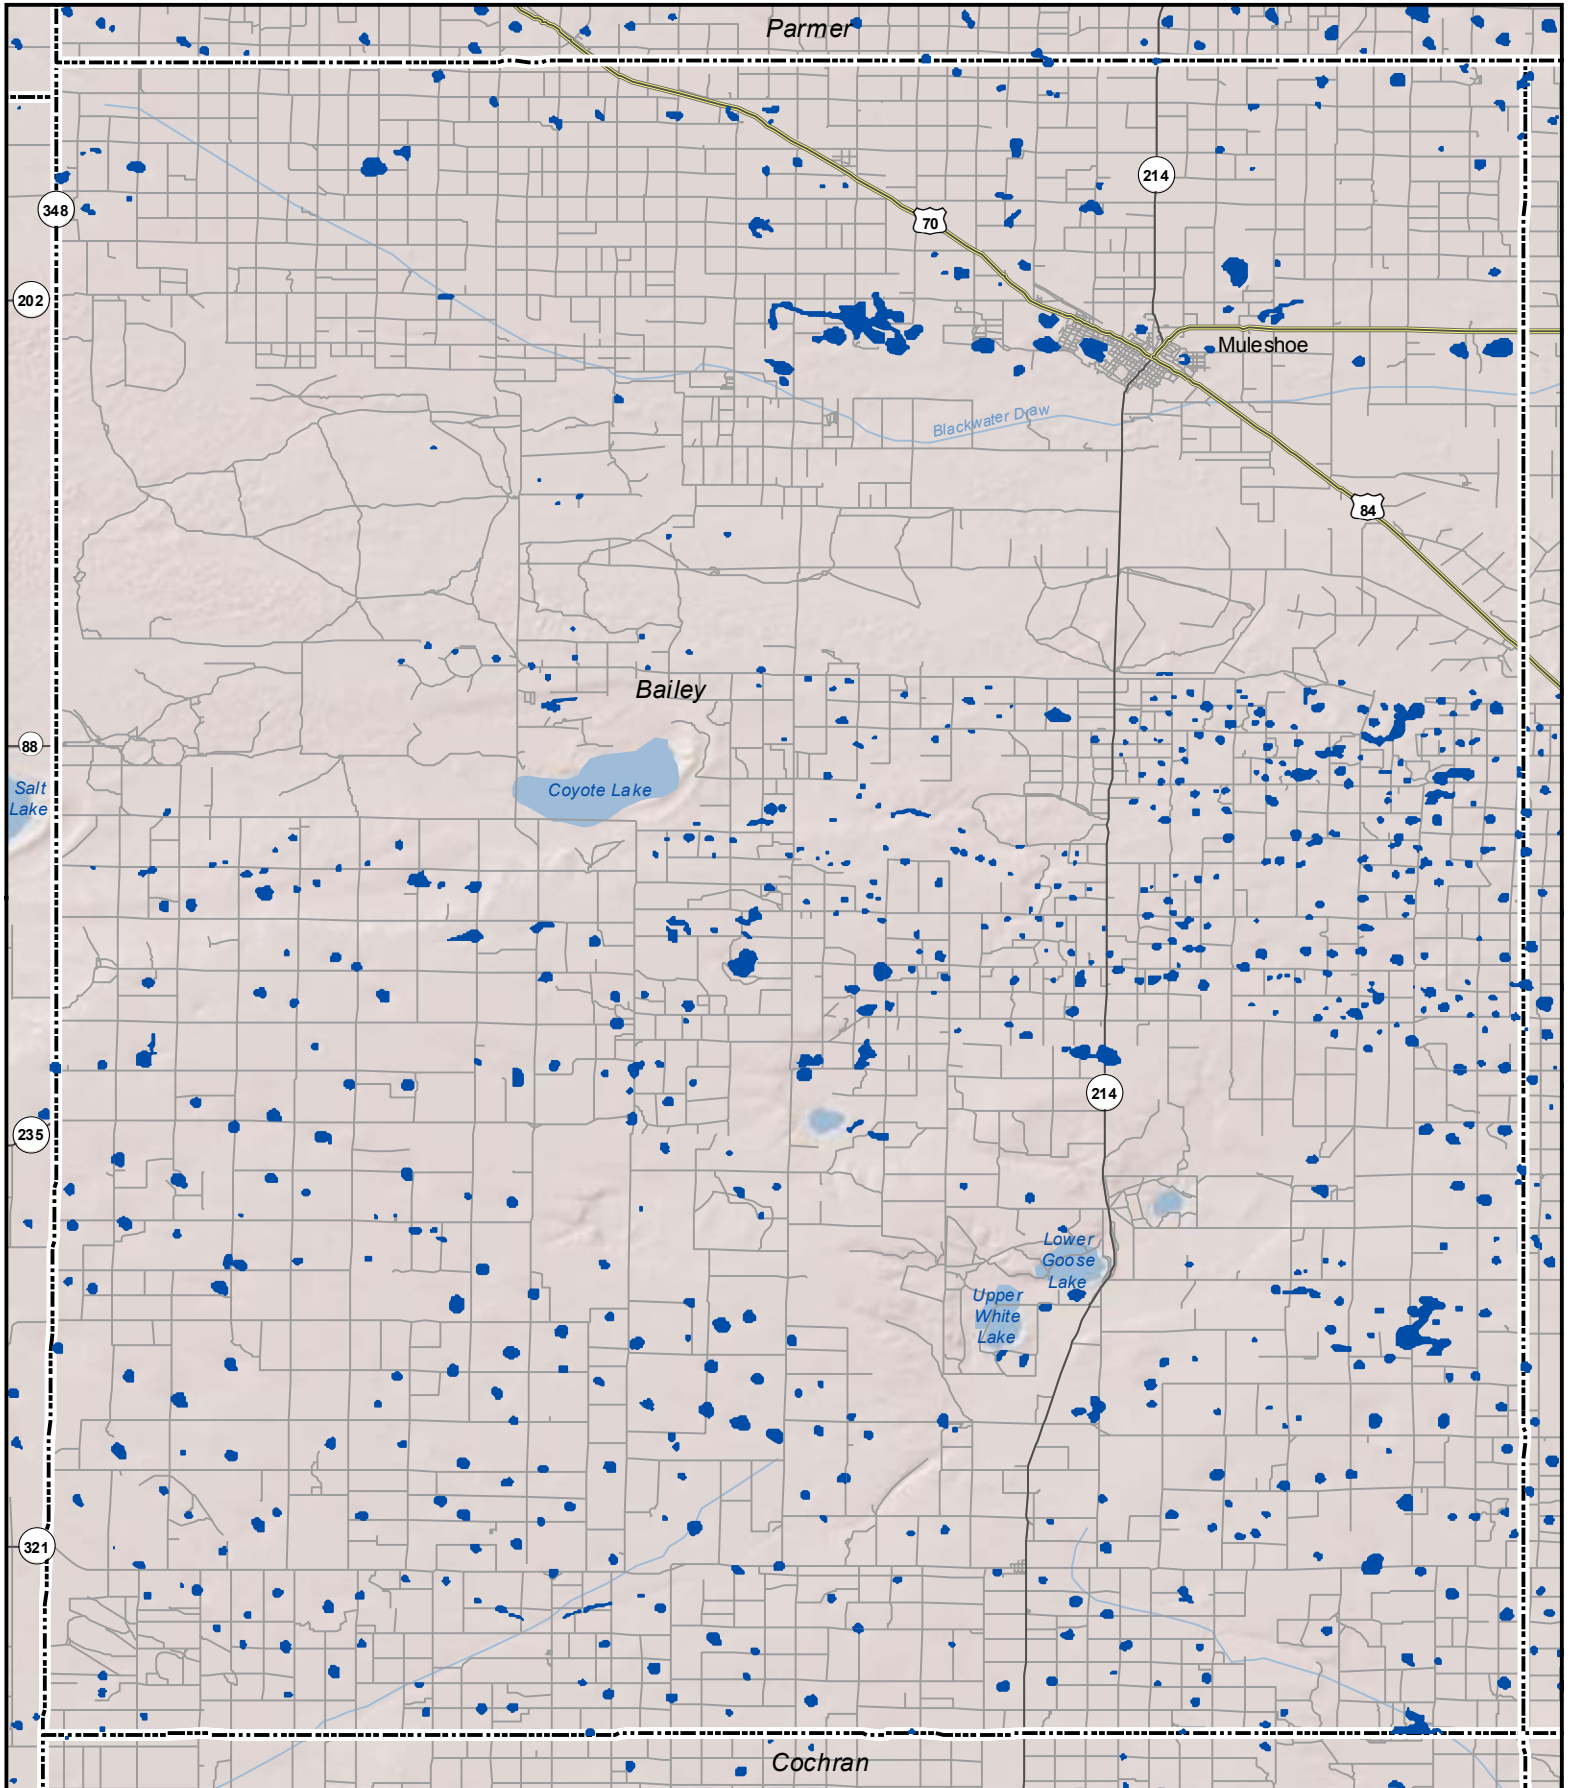 Parmer
214
348
70
202
Muleshoe
Blackwater Draw
84
Bailey
88
Salt
Lake
Coyote Lake
214
235
Lower
Goose
Lake
Upper
White
Lake
321
Cochran